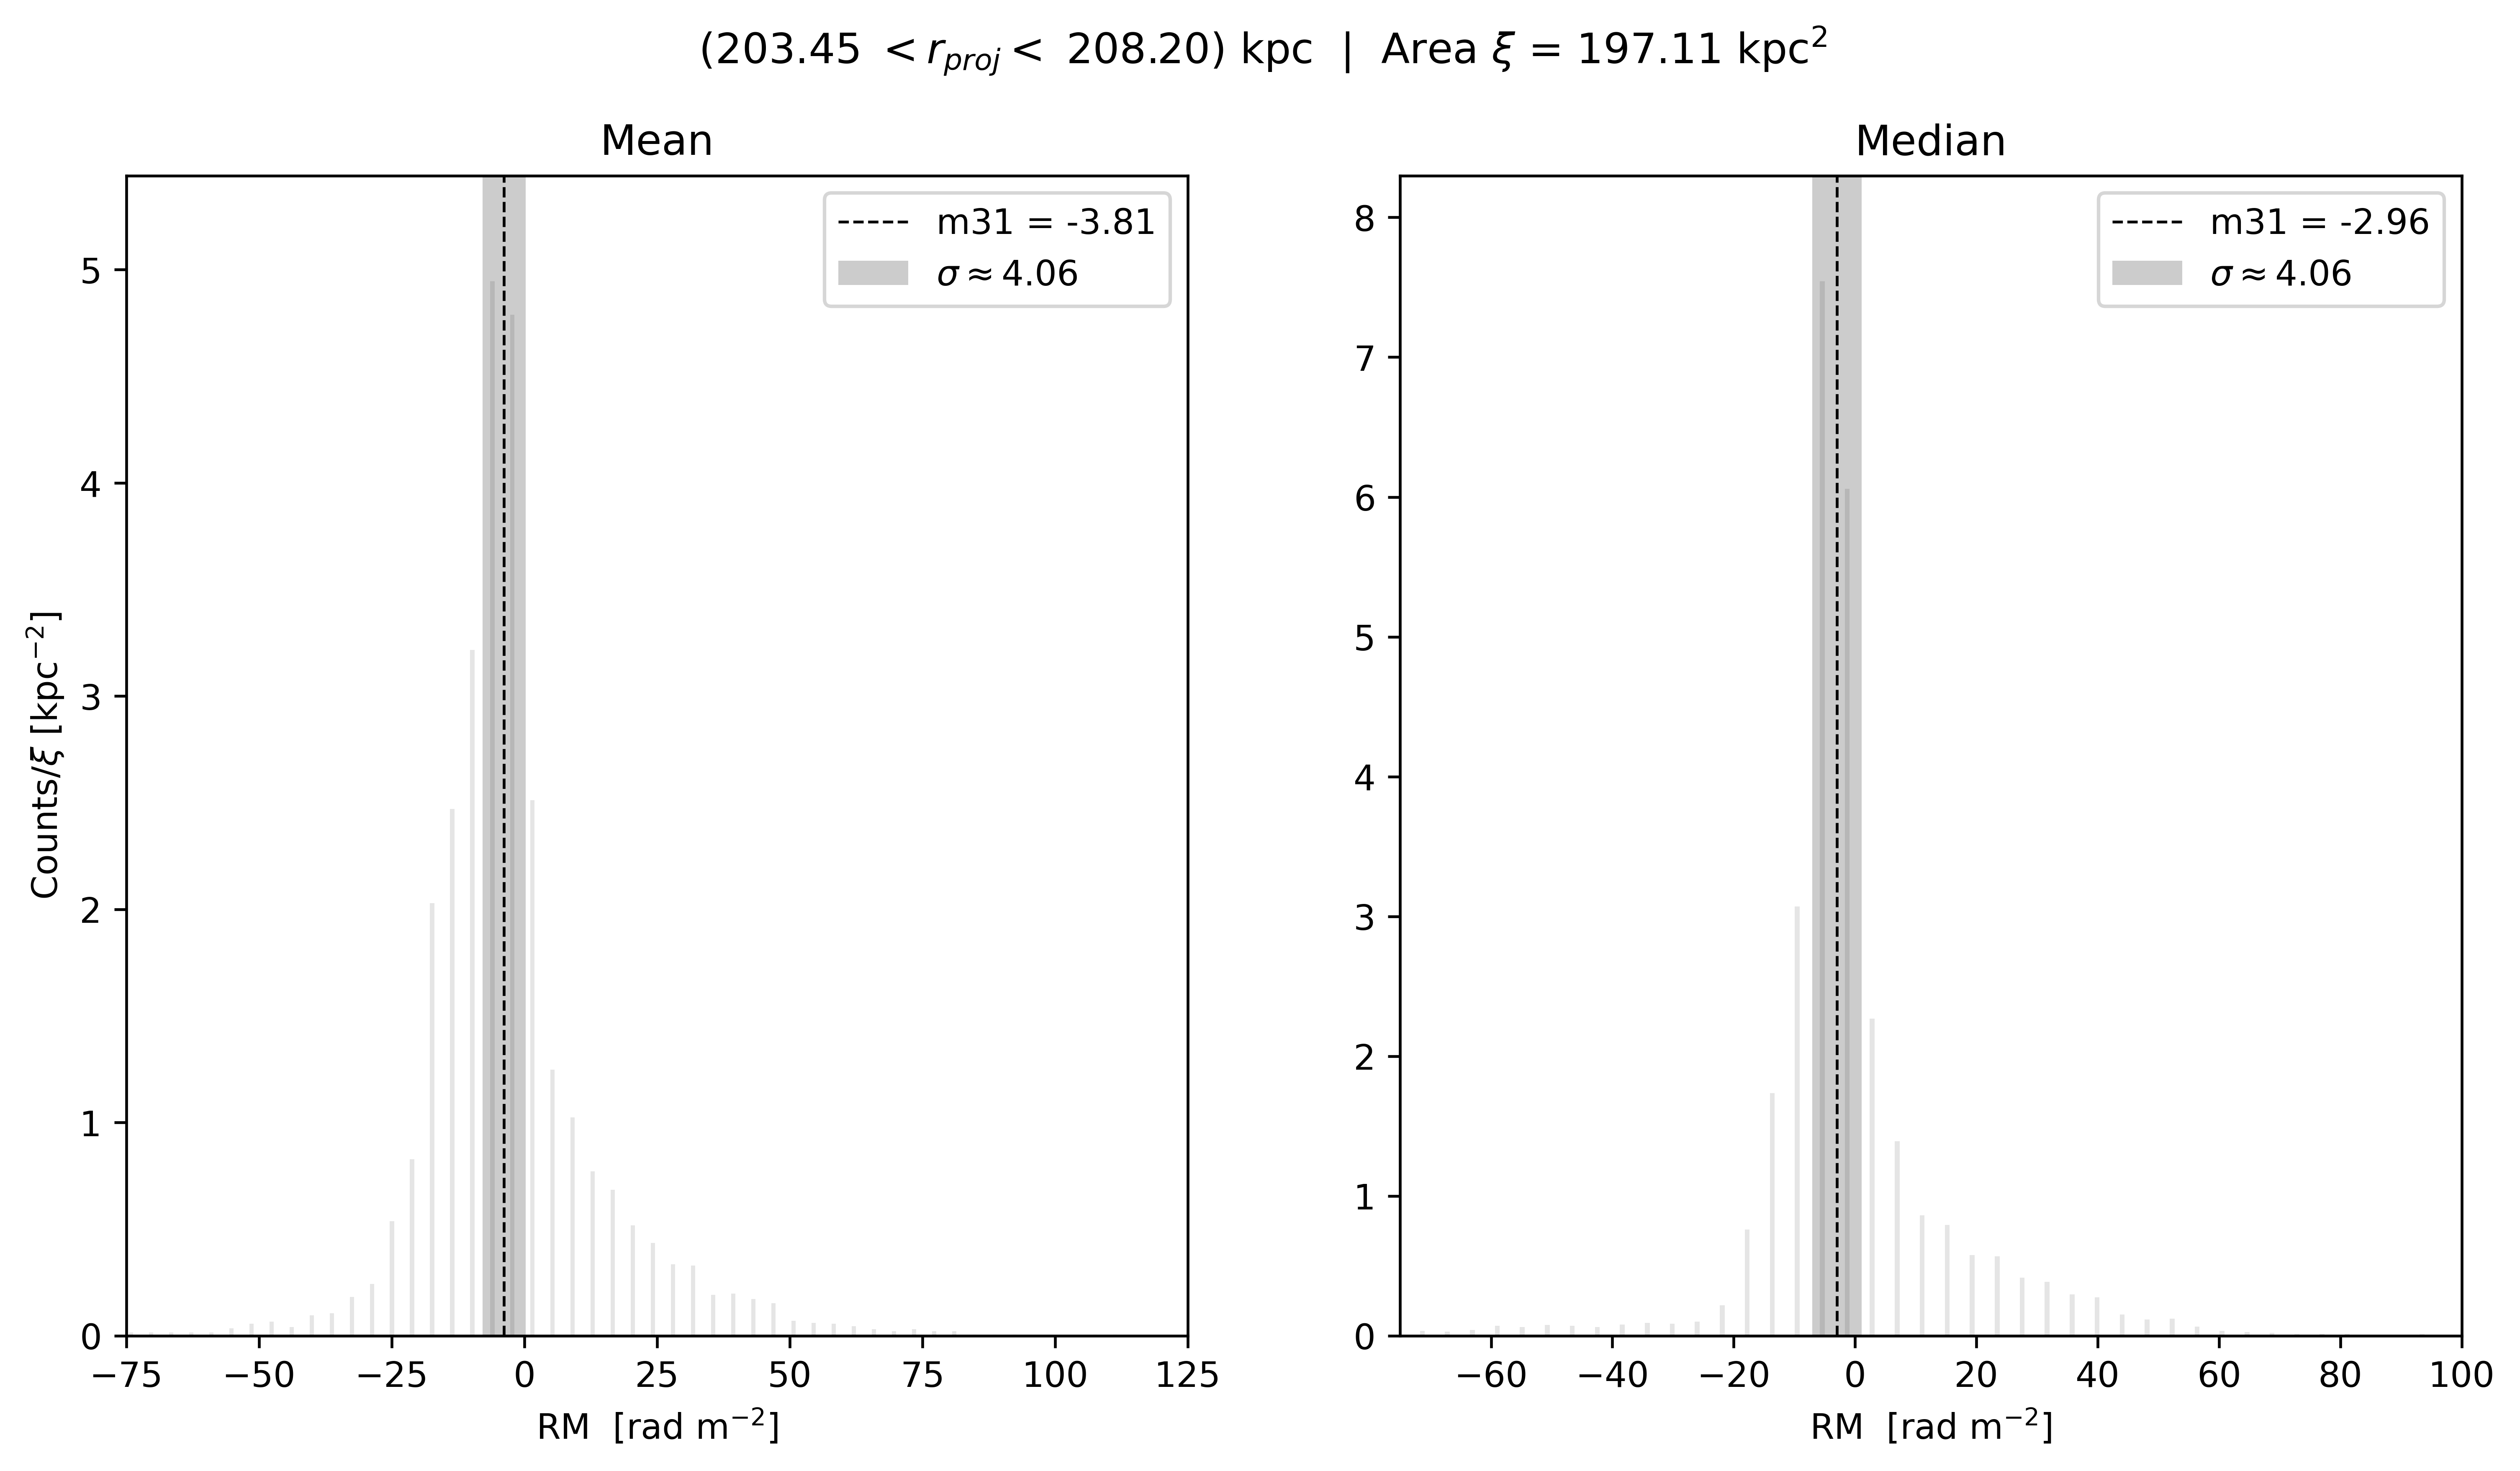 (203.45 < r_proj < 208.20) kpc | Area ξ = 197.11 kpc²
Mean
Median
m31 = -3.81
σ ≈ 4.06
m31 = -2.96
σ ≈ 4.06
Counts/ξ [kpc⁻²]
5
4
3
2
1
0
8
7
6
5
4
3
2
1
0
−75 −50 −25 0 25 50 75 100 125
−60 −40 −20 0 20 40 60 80 100
RM [rad m⁻²]
RM [rad m⁻²]